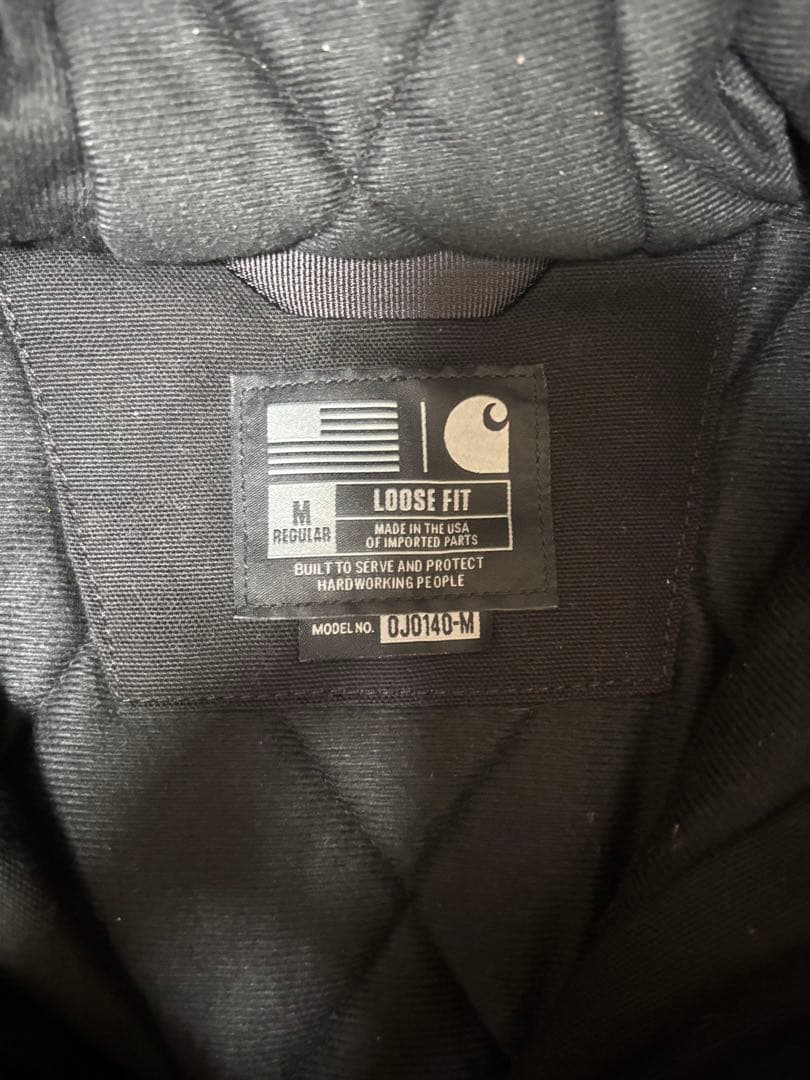 M
REGULAR
LOOSE FIT
MADE IN THE USA
OF IMPORTED PARTS
BUILT TO SERVE AND PROTECT
HARDWORKING PEOPLE
MODEL NO. OJ0140-M